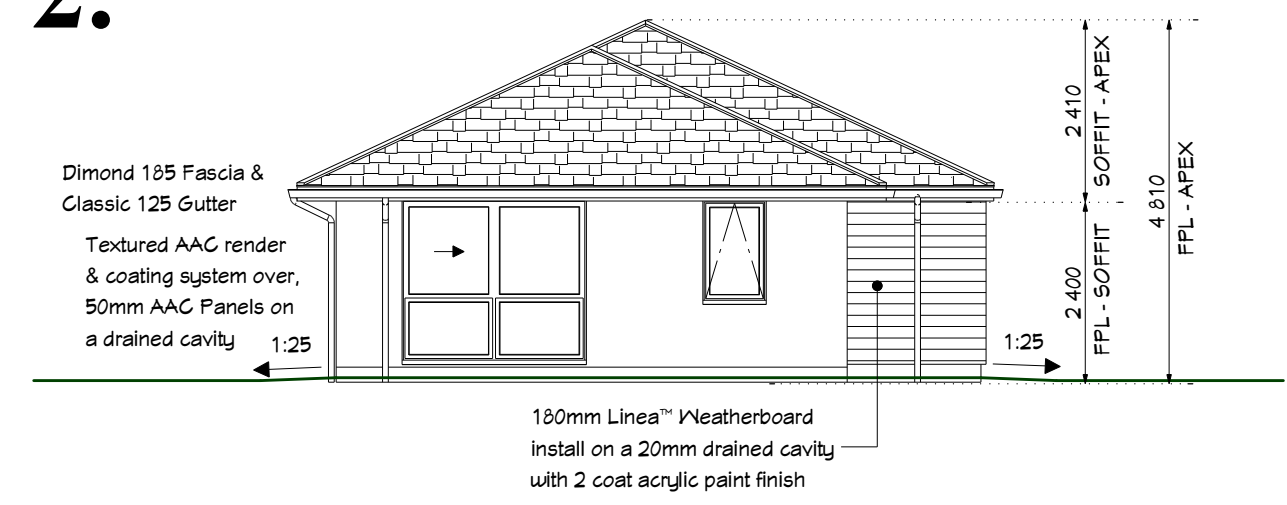 2.
Dimond 185 Fascia &
Classic 125 Gutter
Textured AAC render
& coating system over,
50mm AAC Panels on
a drained cavity
1:25
1:25
2 410
SOFFIT - APEX
2 400
FPL - SOFFIT
4 810
FPL - APEX
180mm Linea™ Weatherboard
install on a 20mm drained cavity
with 2 coat acrylic paint finish